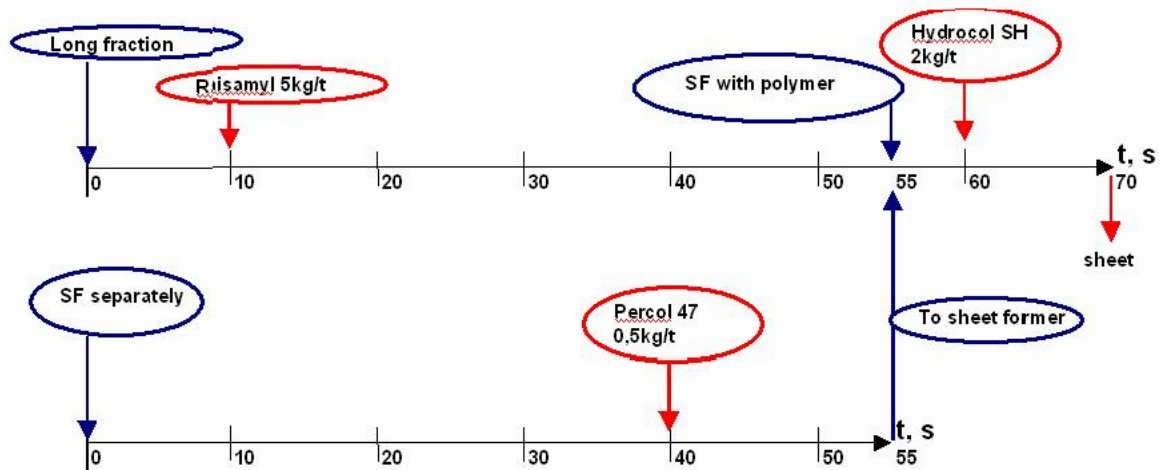 Long fraction
Raisamyl 5kg/t
SF with polymer
Hydrocol SH
2kg/t
t, s
0 10 20 30 40 50 55 60 70
sheet
SF separately
Percol 47
0,5kg/t
To sheet former
t, s
0 10 20 30 40 50 55